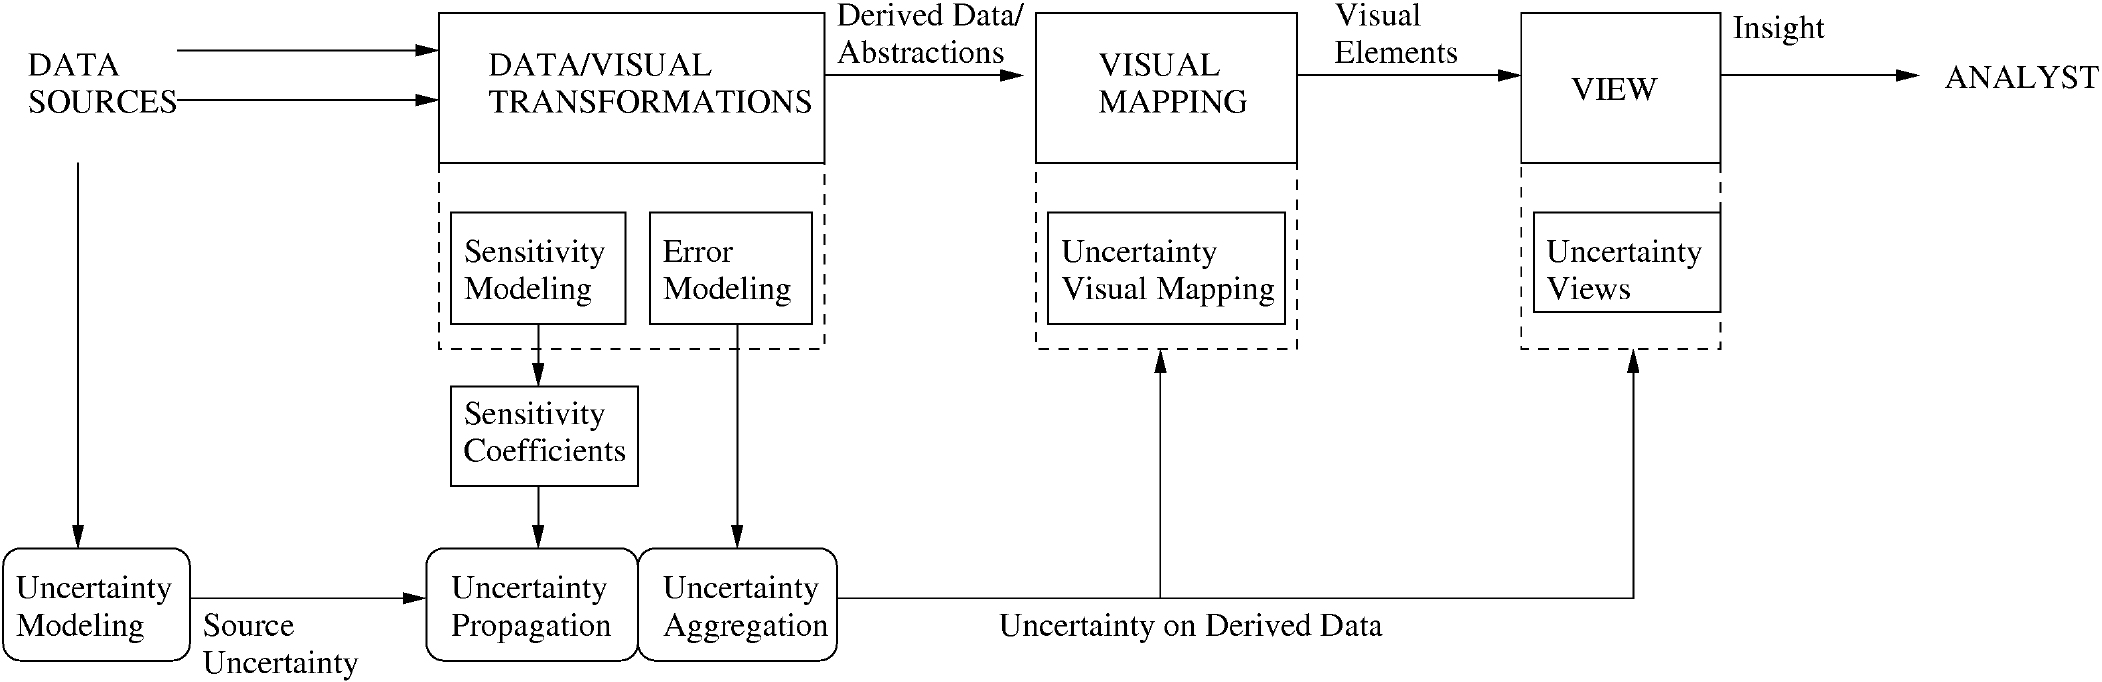 DATA
SOURCES
DATA/VISUAL
TRANSFORMATIONS
Derived Data/
Abstractions
VISUAL
MAPPING
Visual
Elements
VIEW
Insight
ANALYST
Sensitivity
Modeling
Error
Modeling
Uncertainty
Visual Mapping
Uncertainty
Views
Sensitivity
Coefficients
Uncertainty
Modeling
Source
Uncertainty
Uncertainty
Propagation
Uncertainty
Aggregation
Uncertainty on Derived Data